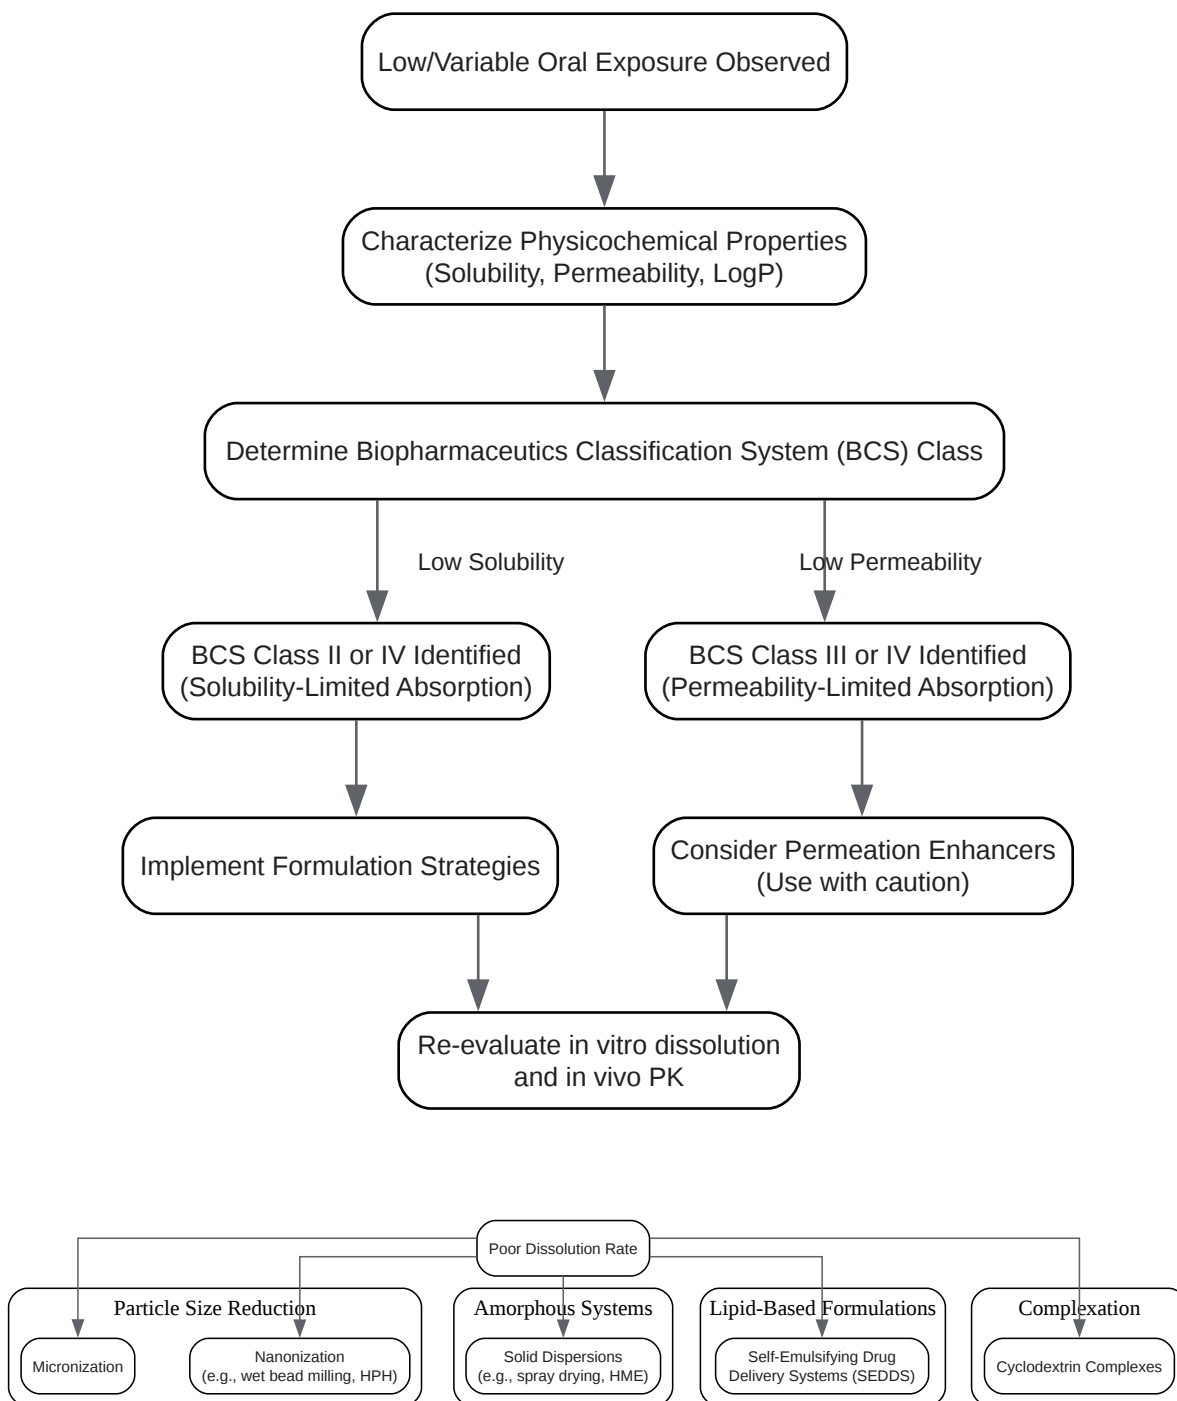 Low/Variable Oral Exposure Observed
Characterize Physicochemical Properties
(Solubility, Permeability, LogP)
Determine Biopharmaceutics Classification System (BCS) Class
Low Solubility
Low Permeability
BCS Class II or IV Identified
(Solubility-Limited Absorption)
BCS Class III or IV Identified
(Permeability-Limited Absorption)
Implement Formulation Strategies
Consider Permeation Enhancers
(Use with caution)
Re-evaluate in vitro dissolution
and in vivo PK
Poor Dissolution Rate
Particle Size Reduction
Micronization
Nanonization
(e.g., wet bead milling, HPH)
Amorphous Systems
Solid Dispersions
(e.g., spray drying, HME)
Lipid-Based Formulations
Self-Emulsifying Drug
Delivery Systems (SEDDS)
Complexation
Cyclodextrin Complexes